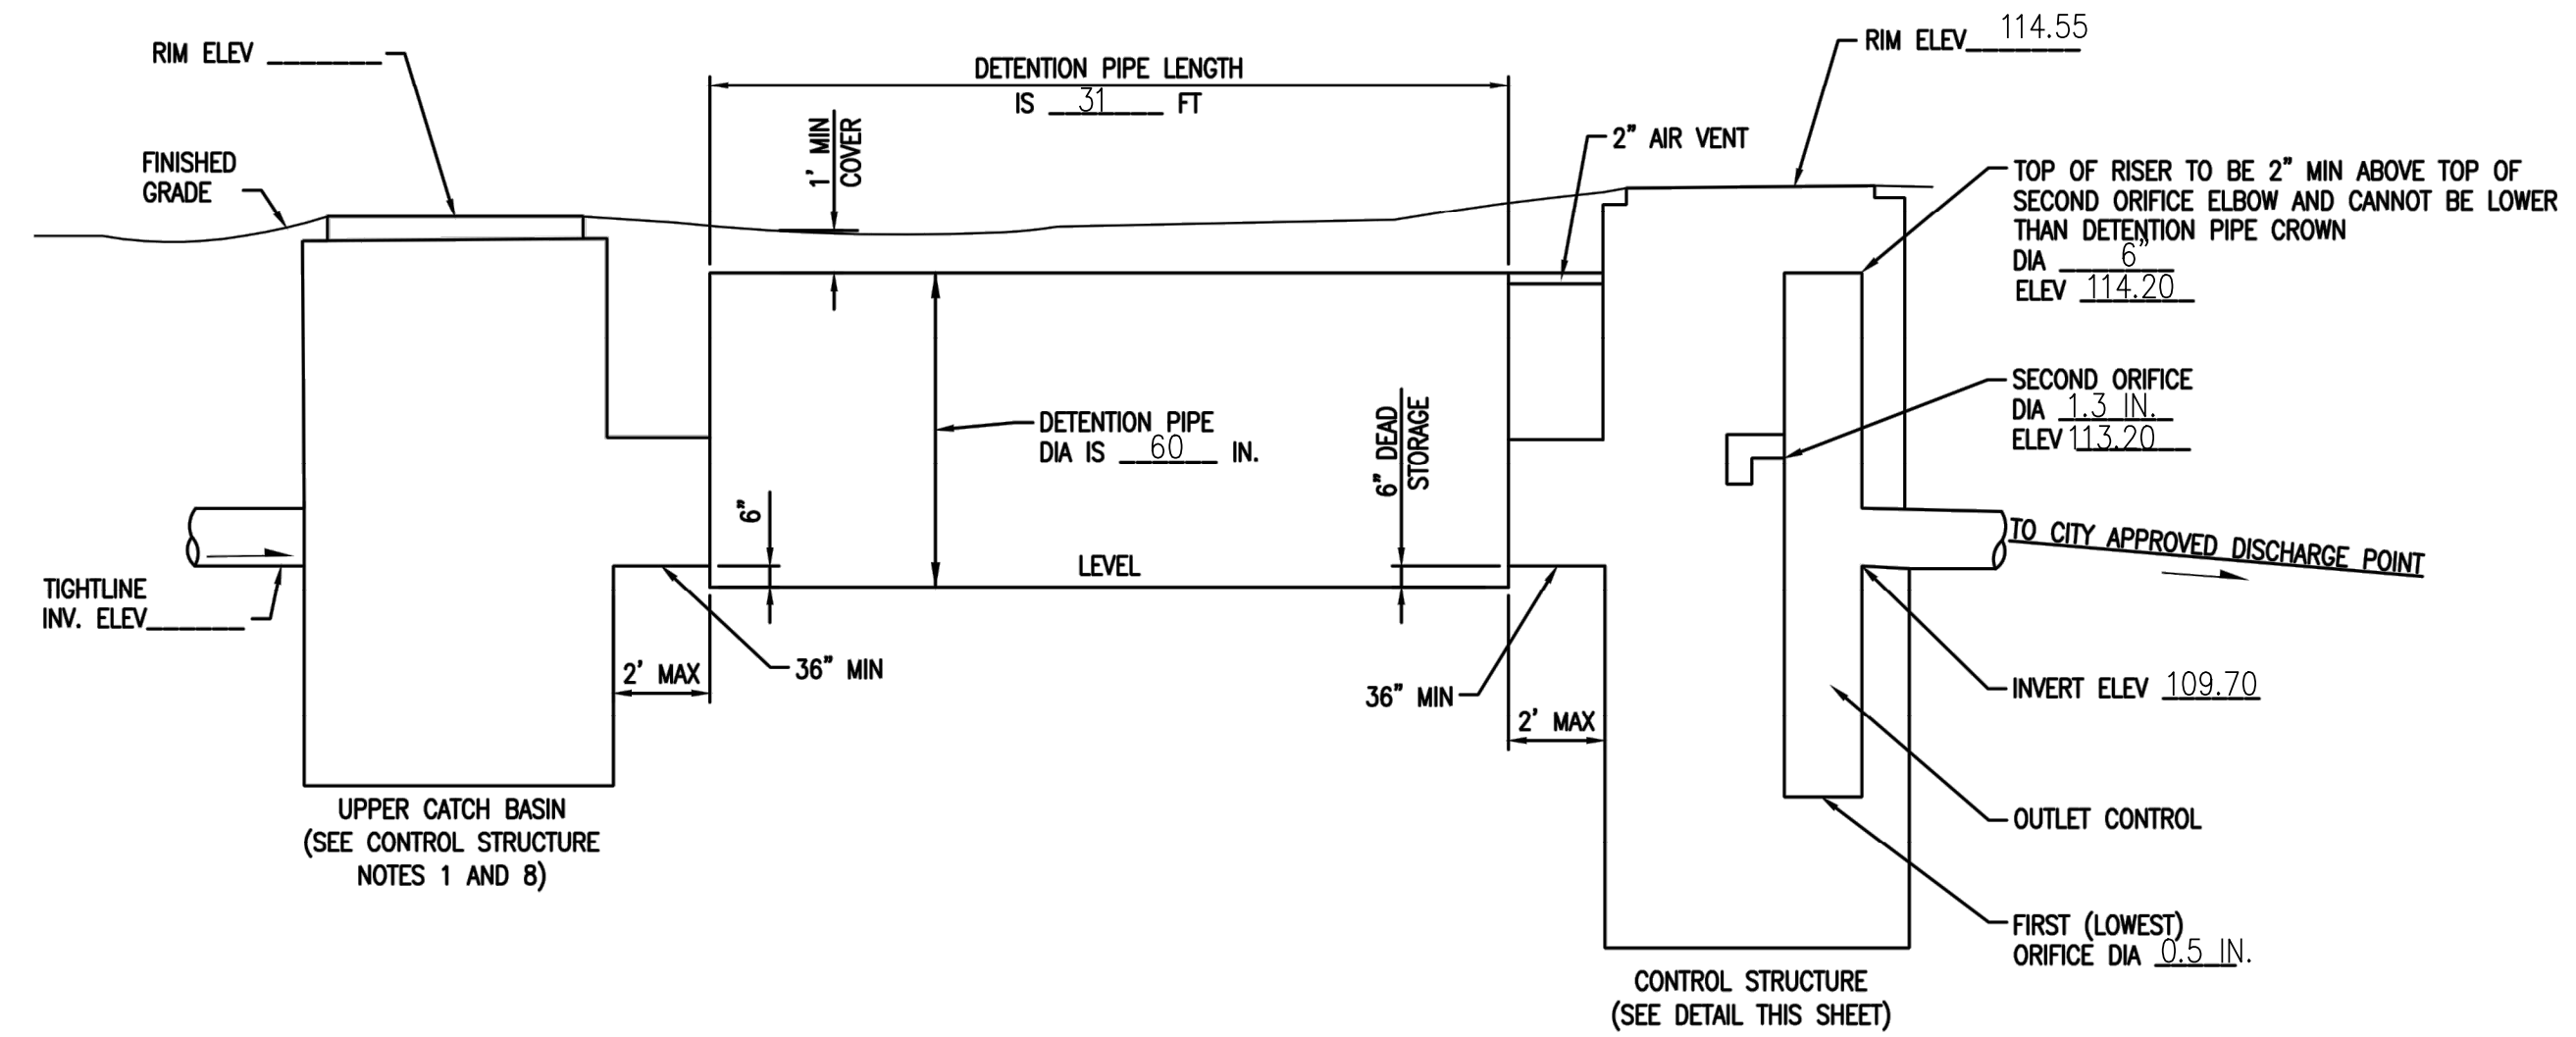 RIM ELEV _______
FINISHED
GRADE
TIGHTLINE
INV. ELEV______
UPPER CATCH BASIN
(SEE CONTROL STRUCTURE
NOTES 1 AND 8)
2' MAX
36" MIN
6"
DETENTION PIPE LENGTH
IS 31 FT
1' MIN
COVER
DETENTION PIPE
DIA IS 60 IN.
6" DEAD
STORAGE
LEVEL
2" AIR VENT
36" MIN
2' MAX
RIM ELEV 114.55
TOP OF RISER TO BE 2" MIN ABOVE TOP OF
SECOND ORIFICE ELBOW AND CANNOT BE LOWER
THAN DETENTION PIPE CROWN
DIA 6"
ELEV 114.20
SECOND ORIFICE
DIA 1.3 IN.
ELEV 113.20
TO CITY APPROVED DISCHARGE POINT
INVERT ELEV 109.70
OUTLET CONTROL
FIRST (LOWEST)
ORIFICE DIA 0.5 IN.
CONTROL STRUCTURE
(SEE DETAIL THIS SHEET)